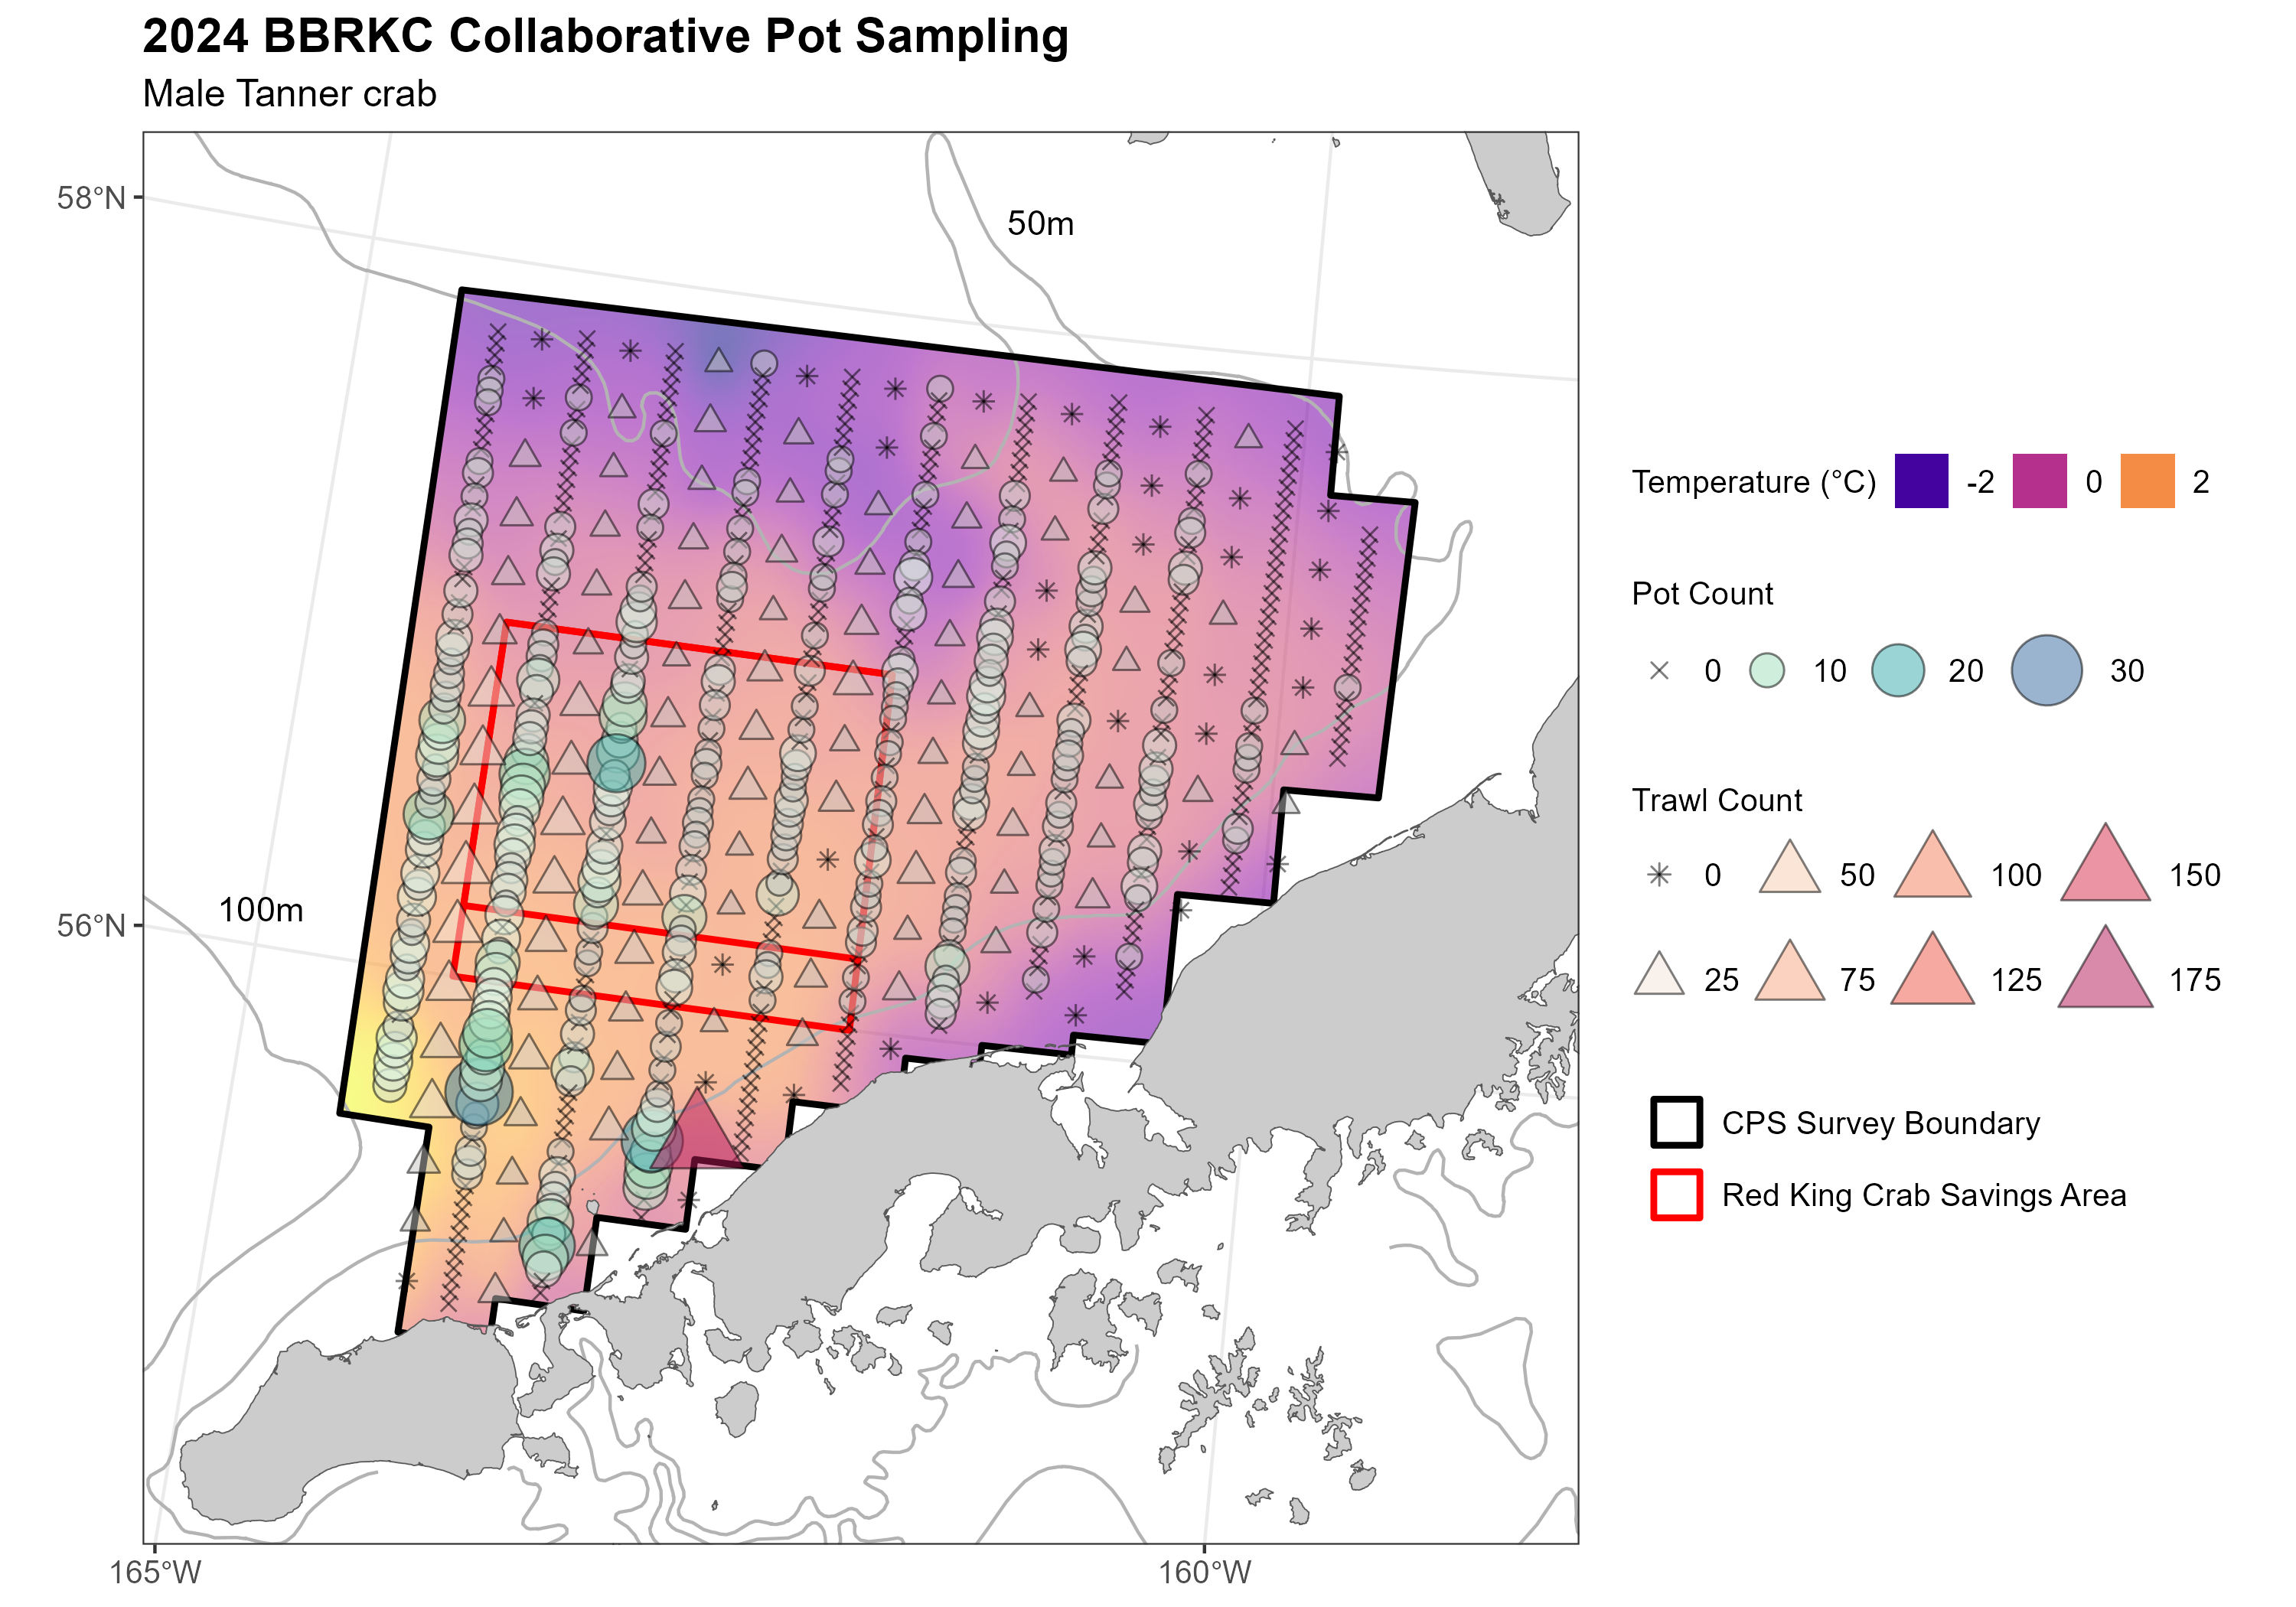 2024 BBRKC Collaborative Pot Sampling
Male Tanner crab
58°N
56°N
165°W
160°W
50m
100m
Temperature (°C) -2 0 2
Pot Count
0 10 20 30
Trawl Count
0 50 100 150
25 75 125 175
CPS Survey Boundary
Red King Crab Savings Area